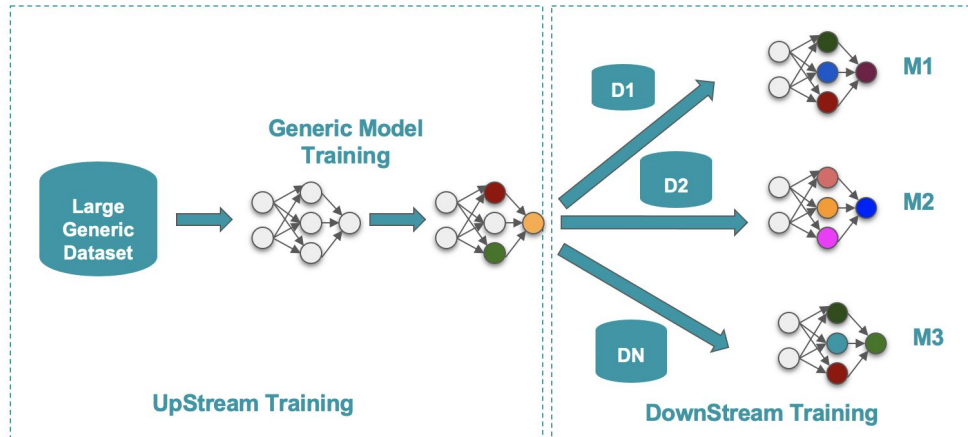 Large
Generic
Dataset
Generic Model
Training
UpStream Training
D1
D2
DN
M1
M2
M3
DownStream Training